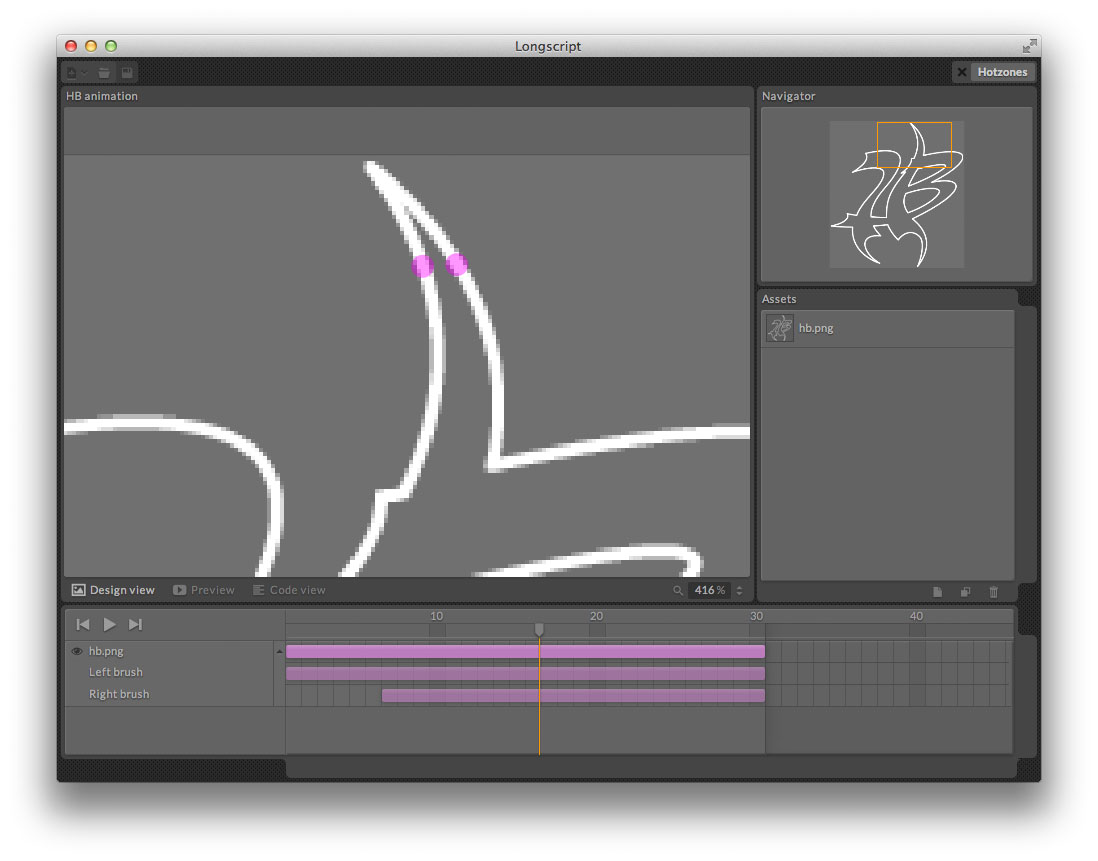 Longscript
Hotzones
HB animation
Navigator
Assets
hb.png
Design view
Preview
Code view
416 %
10
20
30
40
hb.png
Left brush
Right brush